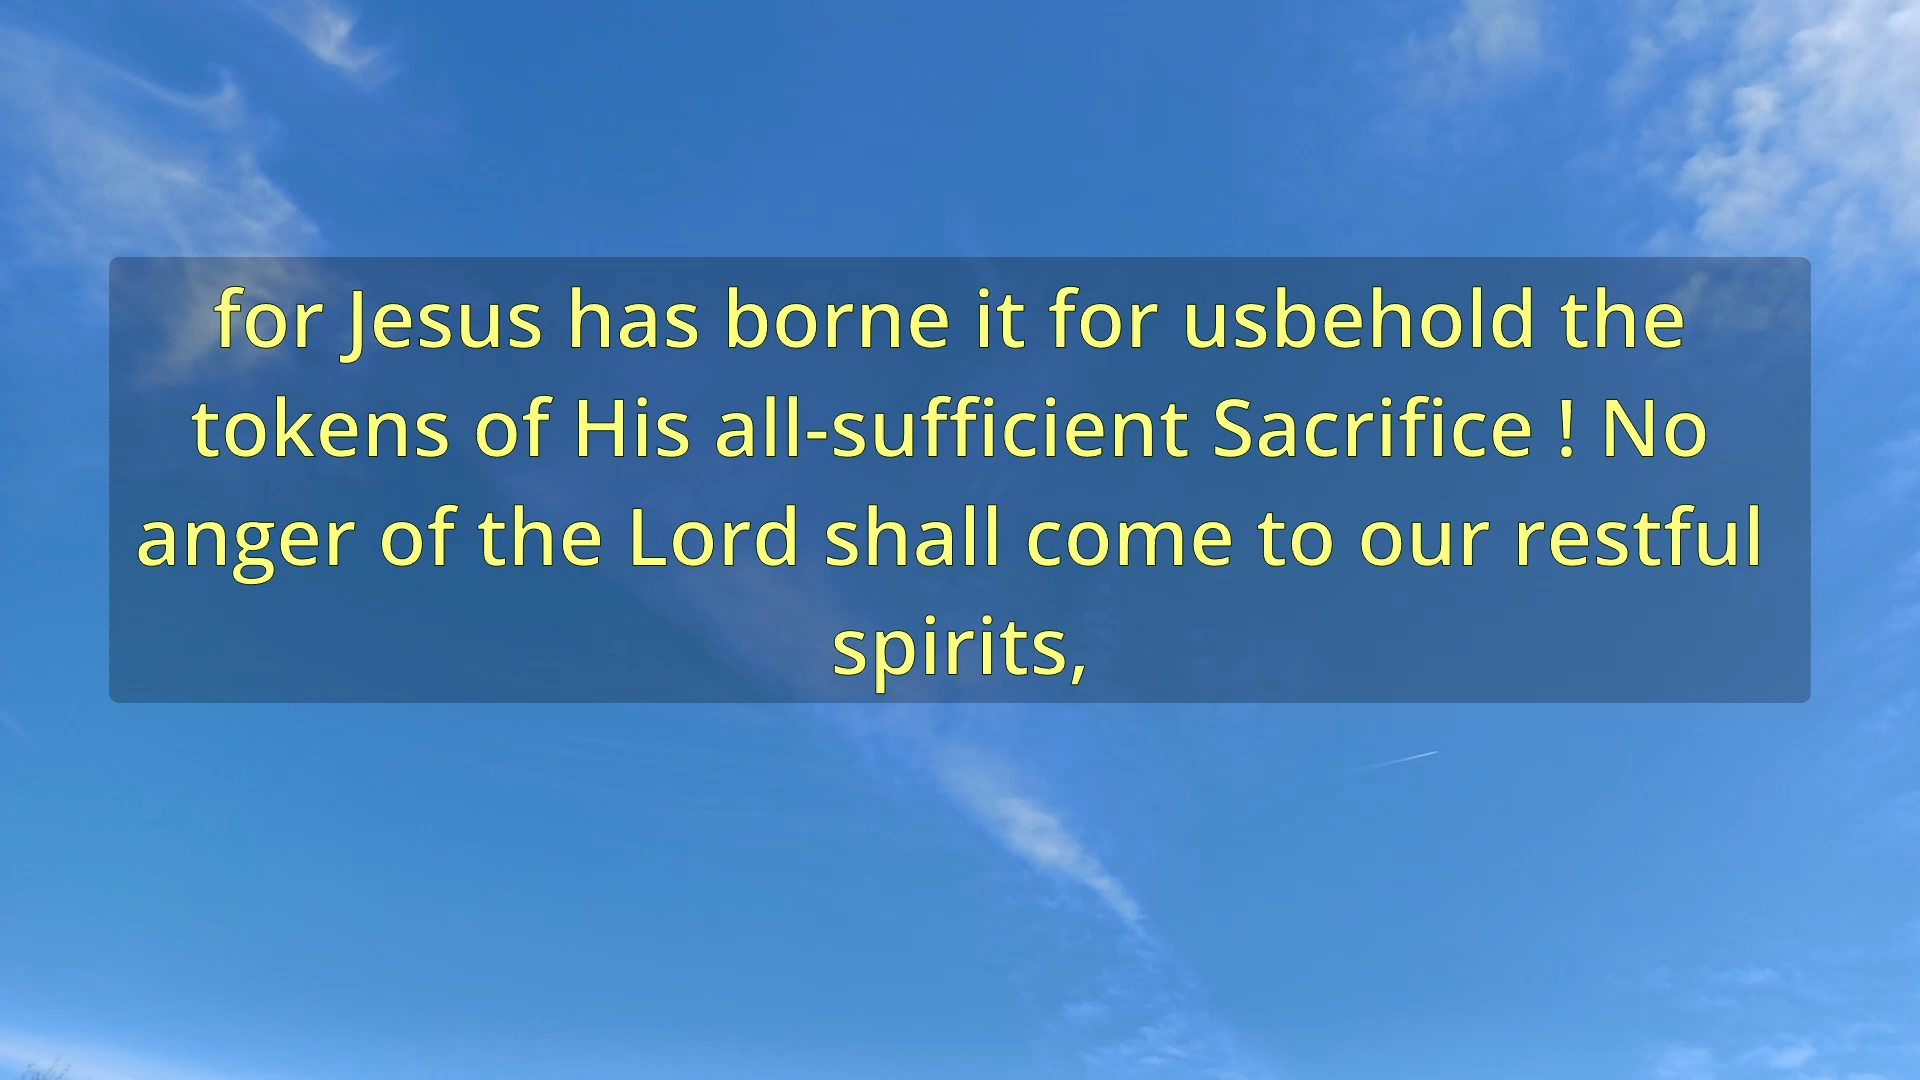 for Jesus has borne it for usbehold the
tokens of His all-sufficient Sacrifice ! No
anger of the Lord shall come to our restful
spirits,